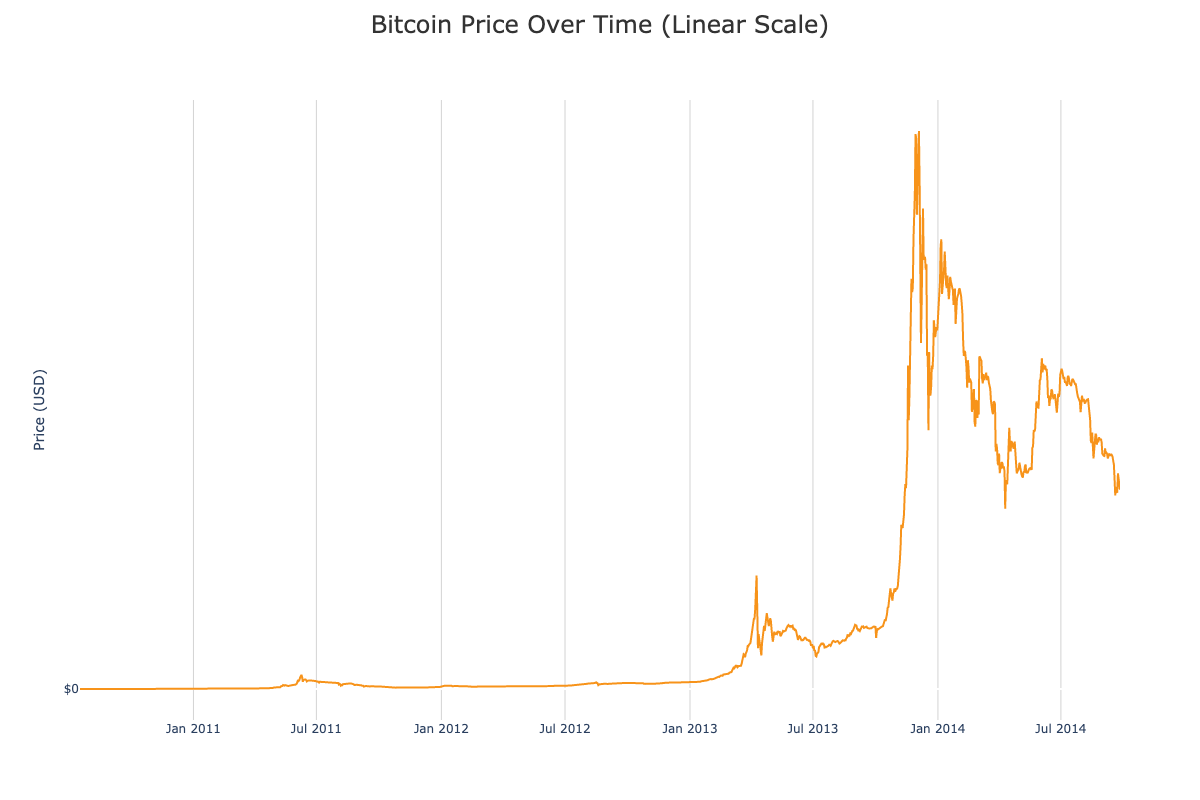 Bitcoin Price Over Time (Linear Scale)
Price (USD)
$0
Jan 2011
Jul 2011
Jan 2012
Jul 2012
Jan 2013
Jul 2013
Jan 2014
Jul 2014